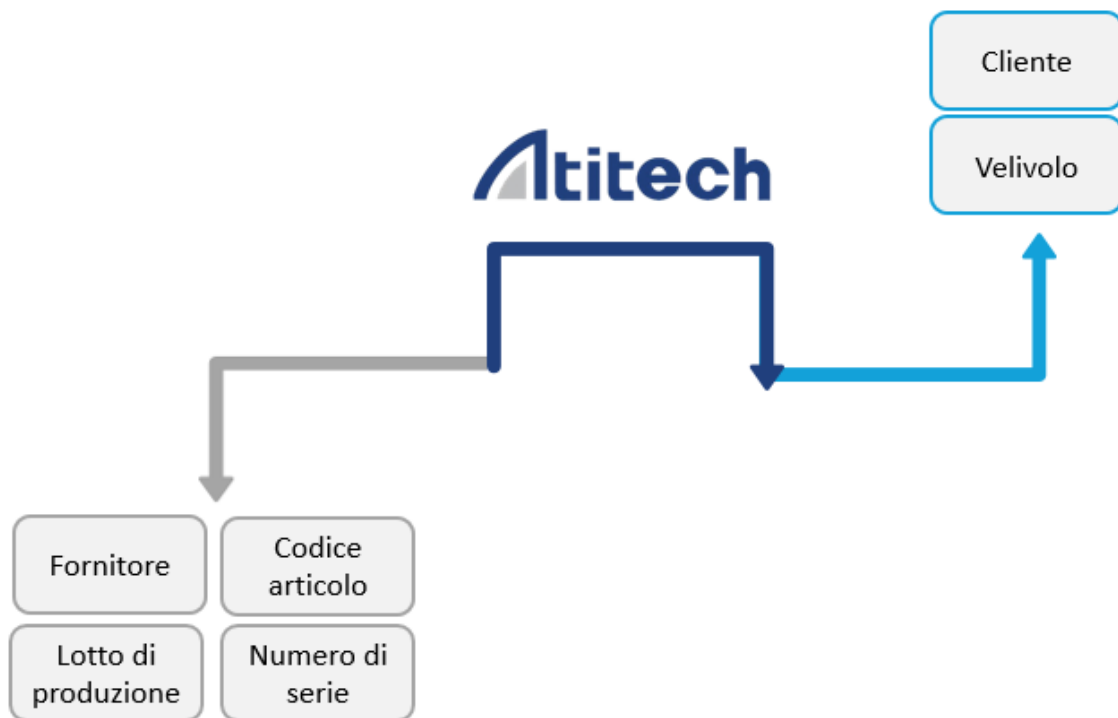 Cliente
Atitech
Velivolo
Fornitore
Codice
articolo
Lotto di
produzione
Numero di
serie